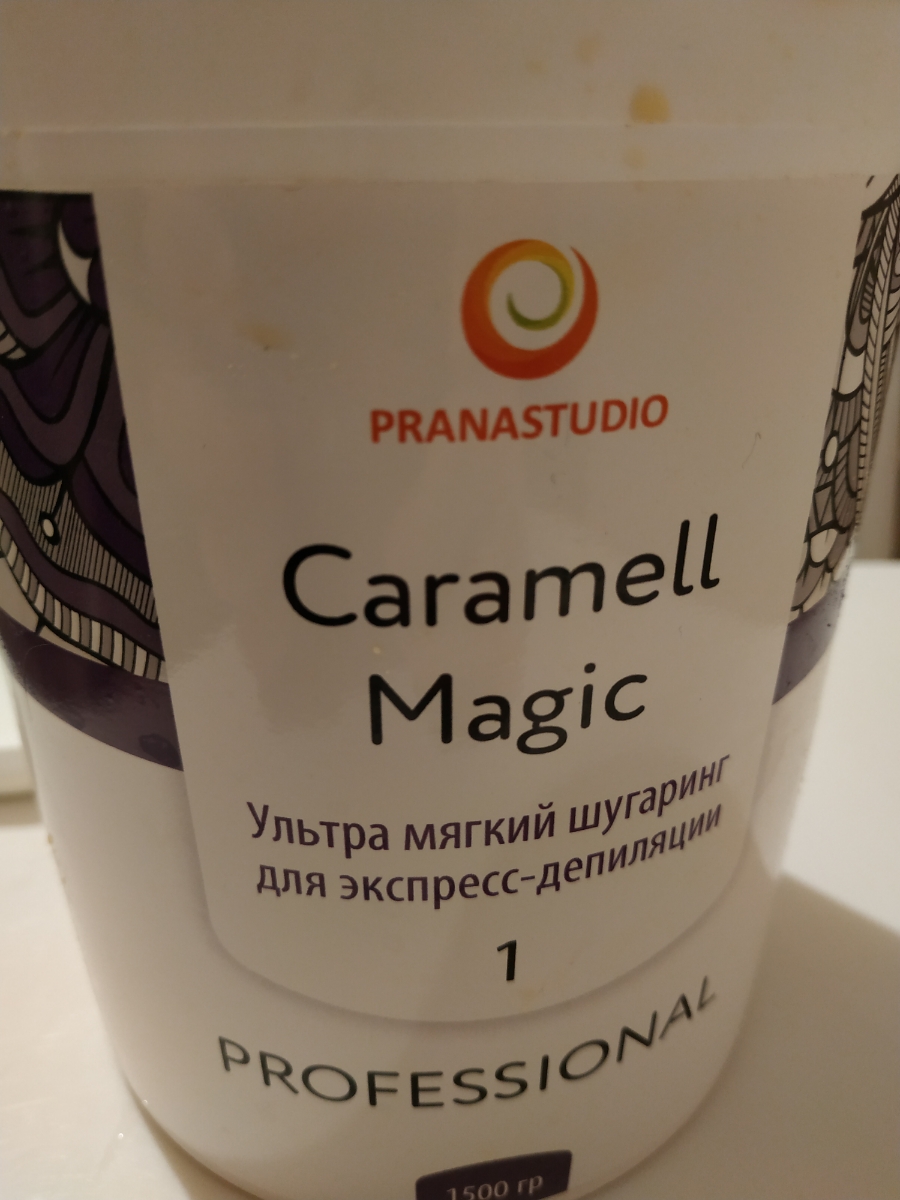 PRANASTUDIO
Caramell
Magic
Ультра мягкий шугаринг
для экспресс-депиляции
1
PROFESSIONAL
1500 гр